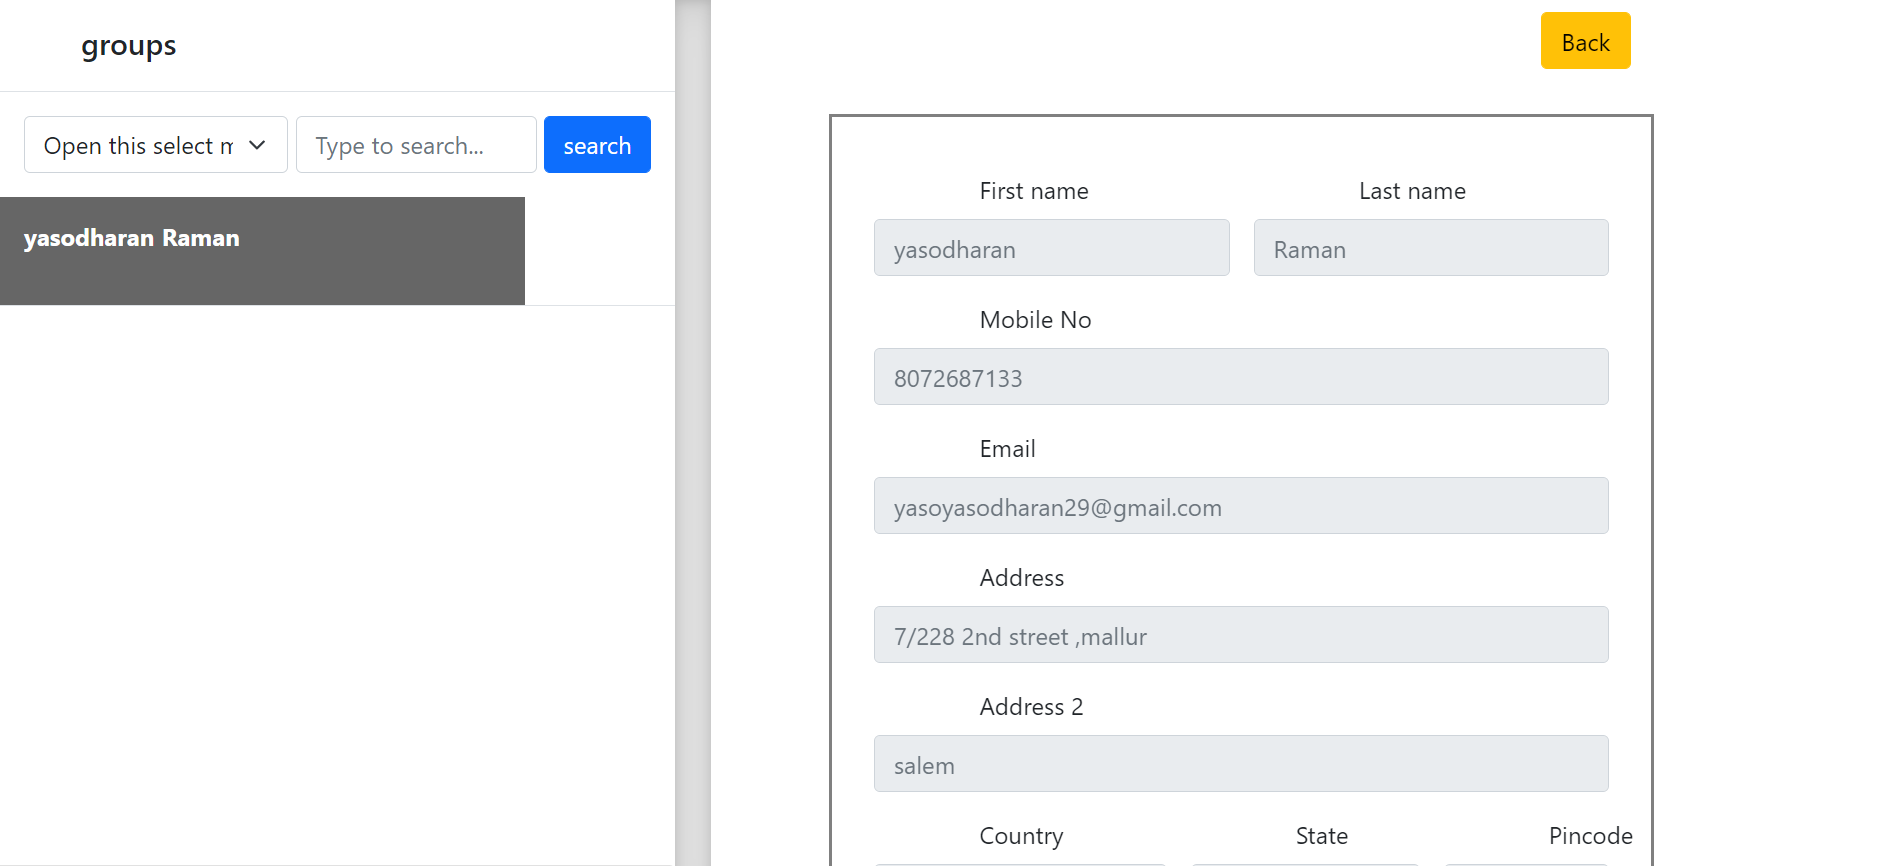 groups
Open this select m
Type to search...
search
yasodharan Raman
Back
First name
Last name
yasodharan
Raman
Mobile No
8072687133
Email
yasoyasodharan29@gmail.com
Address
7/228 2nd street ,mallur
Address 2
salem
Country
State
Pincode